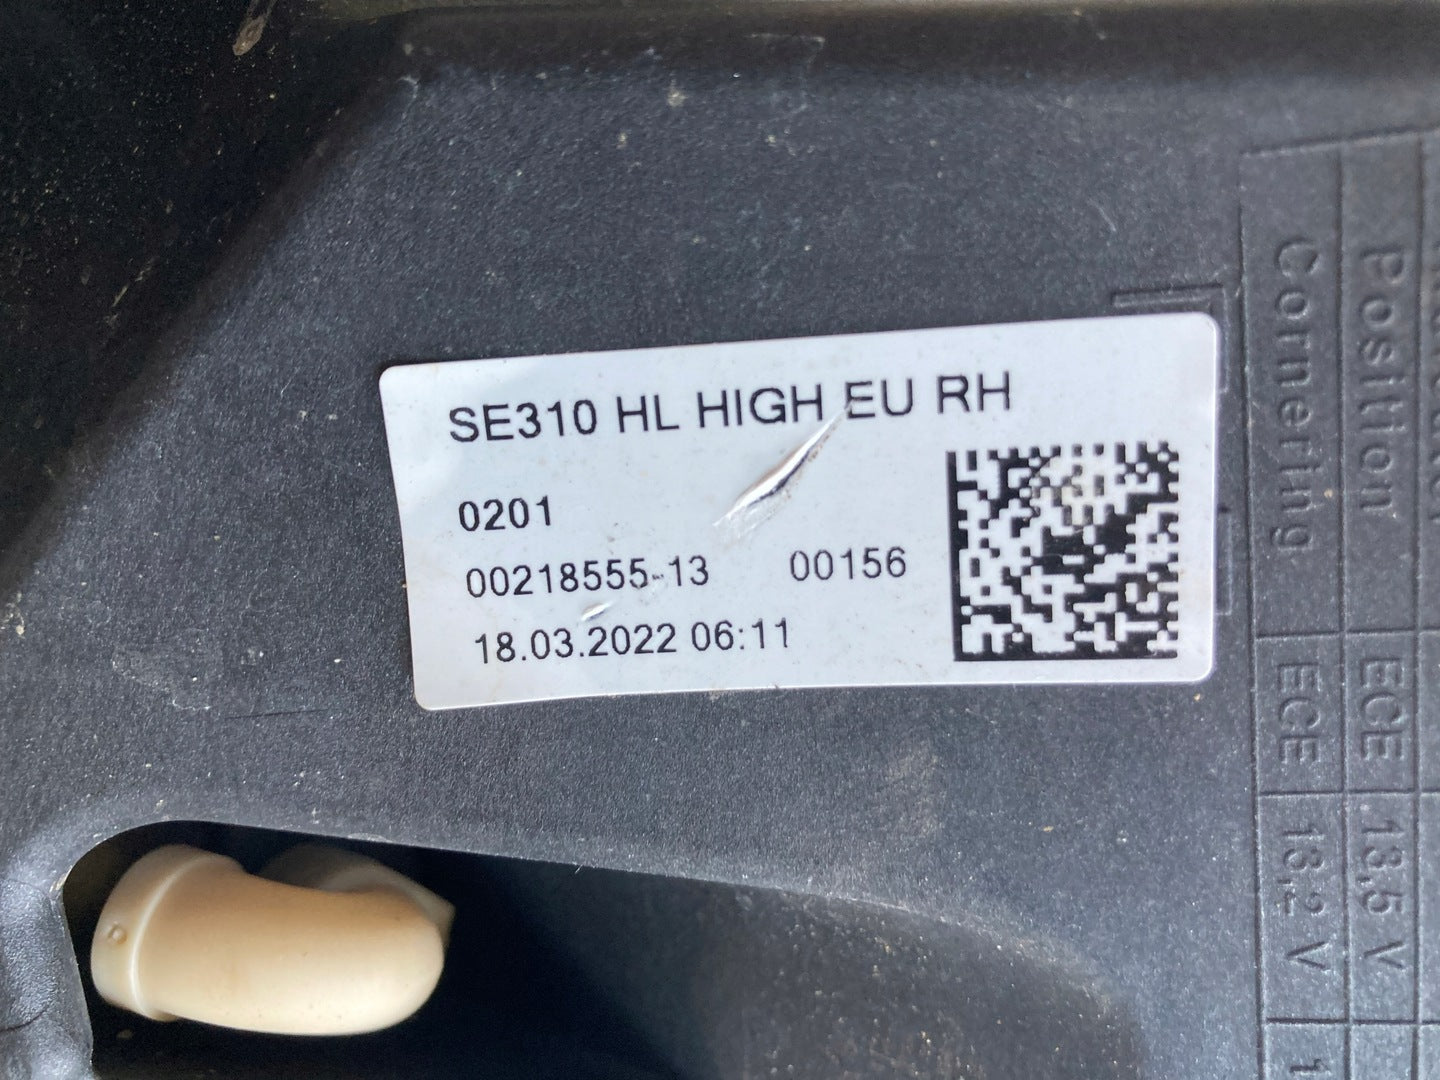 SE310 HL HIGH EU RH
0201
00218555-13 00156
18.03.2022 06:11
Position ECE 13,5 V
Cornering ECE 13,2 V